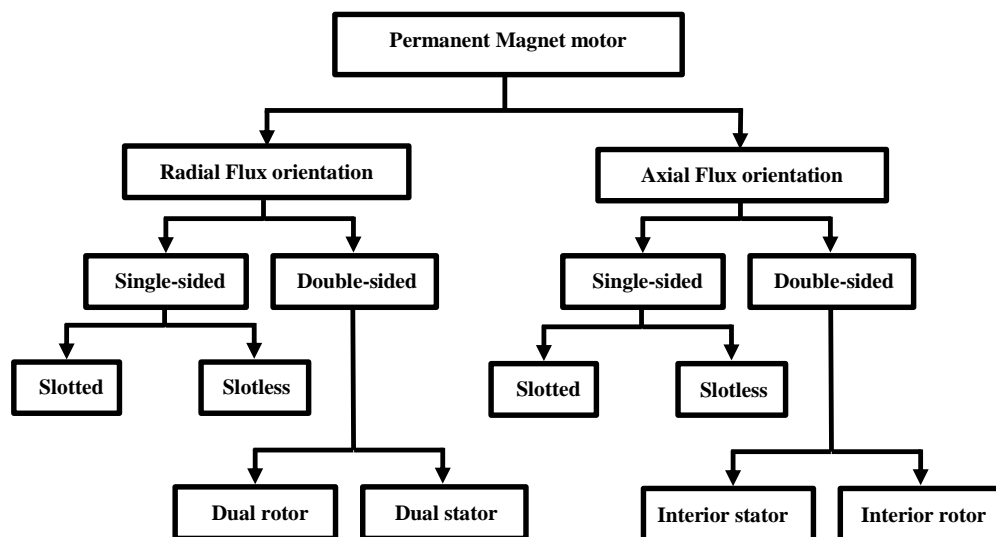 Permanent Magnet motor
Radial Flux orientation
Axial Flux orientation
Single-sided
Double-sided
Single-sided
Double-sided
Slotted
Slotless
Slotted
Slotless
Dual rotor
Dual stator
Interior stator
Interior rotor